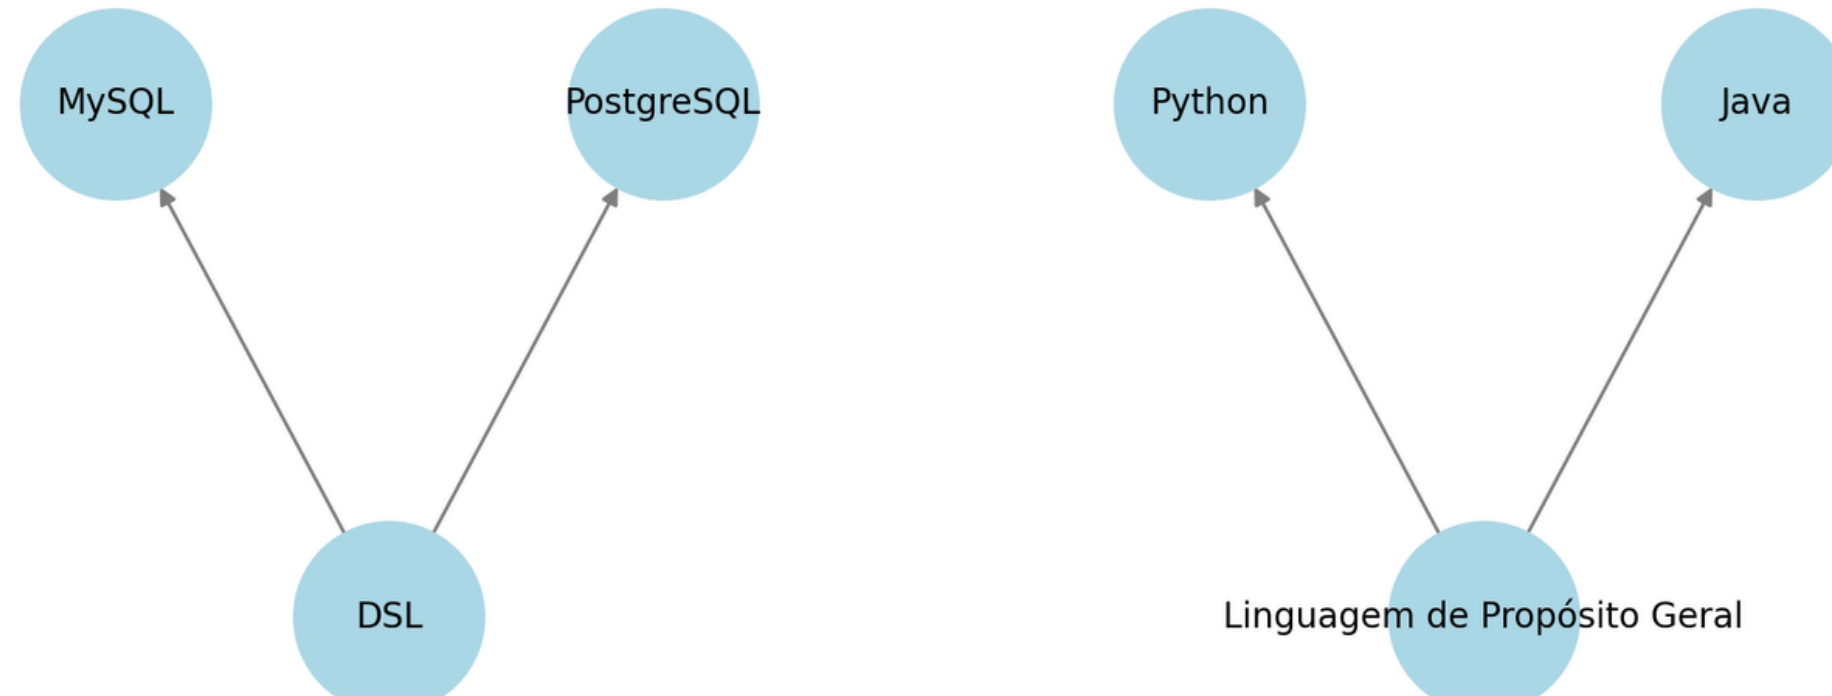 MySQL
PostgreSQL
Python
Java
DSL
Linguagem de Propósito Geral